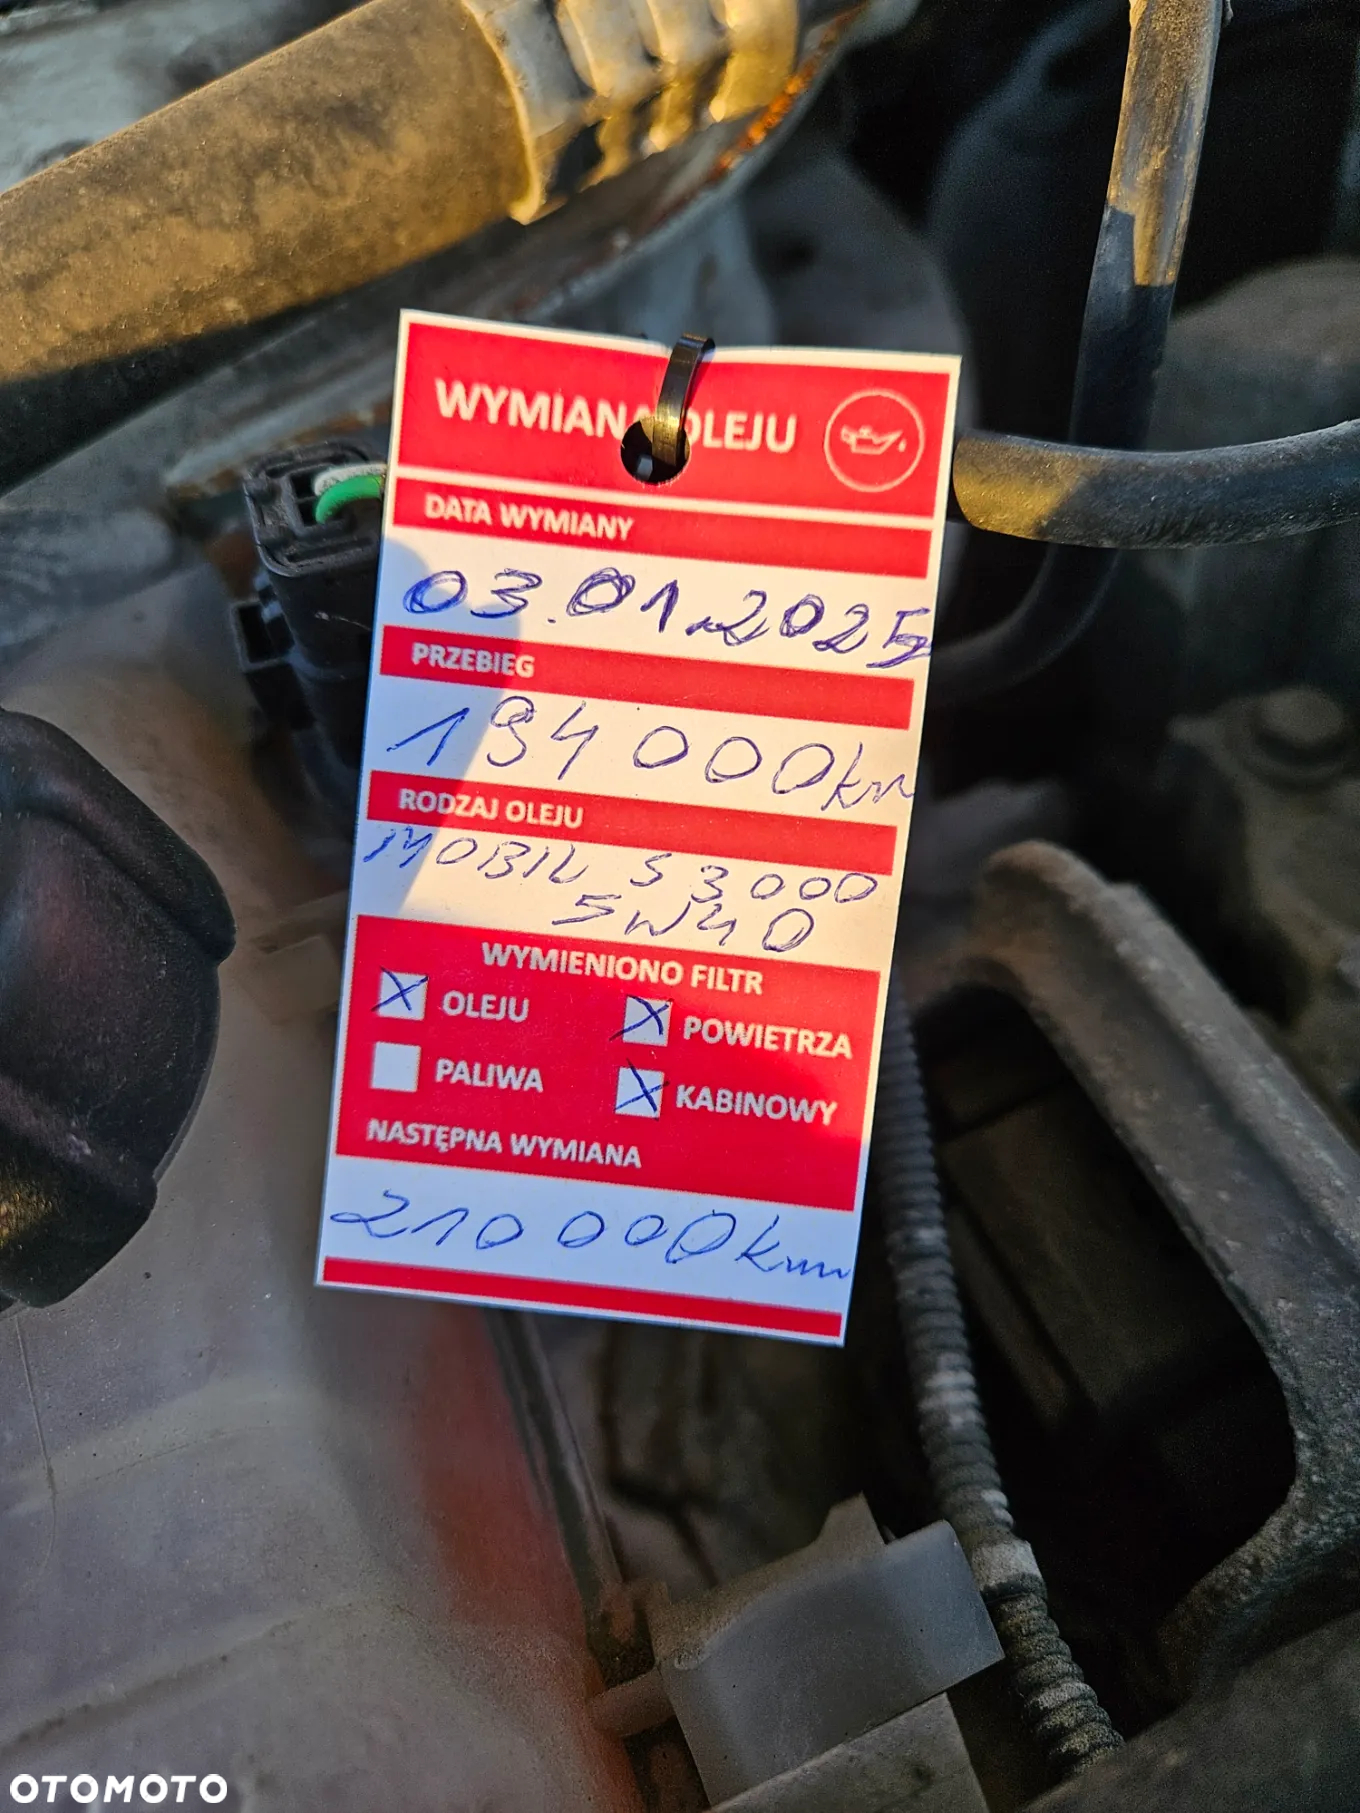 WYMIANA OLEJU
DATA WYMIANY
03.01.2025
PRZEBIEG
194 000km
RODZAJ OLEJU
MOBIL S 3000
5W40
WYMIENIONO FILTR
X OLEJU X POWIETRZA
PALIWA X KABINOWY
NASTĘPNA WYMIANA
210 000km
OTOMOTO